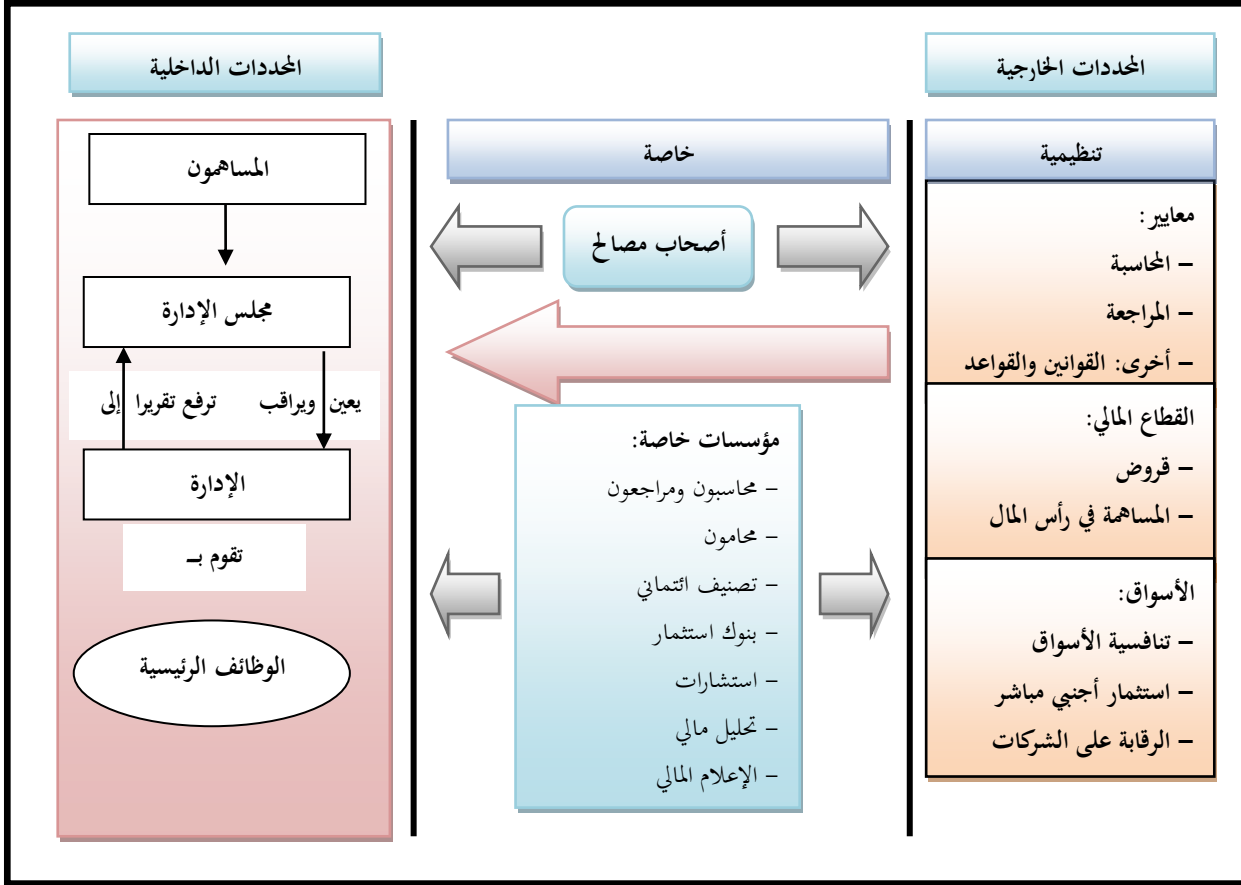 المحددات الخارجية
تنظيمية
معايير:
– المحاسبة
– المراجعة
– أخرى: القوانين والقواعد
القطاع المالي:
– قروض
– المساهمة في رأس المال
الأسواق:
– تنافسية الأسواق
– استثمار أجنبي مباشر
– الرقابة على الشركات
خاصة
أصحاب مصالح
مؤسسات خاصة:
– محاسبون ومراجعون
– محامون
– تصنيف ائتماني
– بنوك استثمار
– استشارات
– تحليل مالي
– الإعلام المالي
المحددات الداخلية
المساهمون
مجلس الإدارة
يعين ويراقب
ترفع تقريرا إلى
الإدارة
تقوم بـ
الوظائف الرئيسية